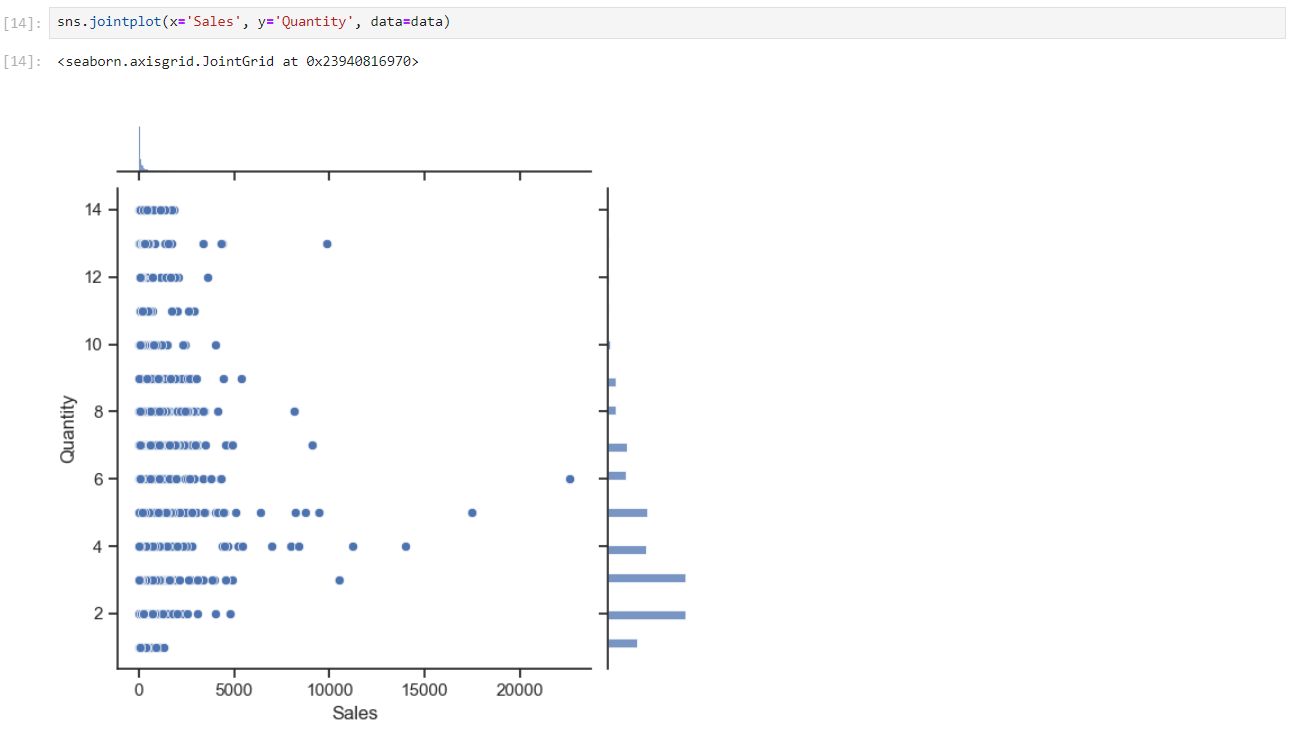 [14]: sns.jointplot(x='Sales', y='Quantity', data=data)
[14]: <seaborn.axisgrid.JointGrid at 0x23940816970>
14
12
10
8
Quantity
6
4
2
0 5000 10000 15000 20000
Sales